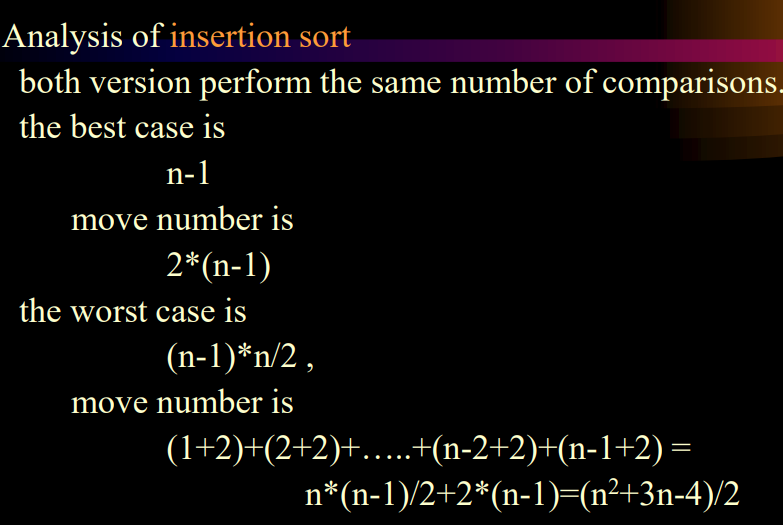 Analysis of insertion sort
both version perform the same number of comparisons.
the best case is
n-1
move number is
2*(n-1)
the worst case is
(n-1)*n/2 ,
move number is
(1+2)+(2+2)+…..+(n-2+2)+(n-1+2) =
n*(n-1)/2+2*(n-1)=(n²+3n-4)/2